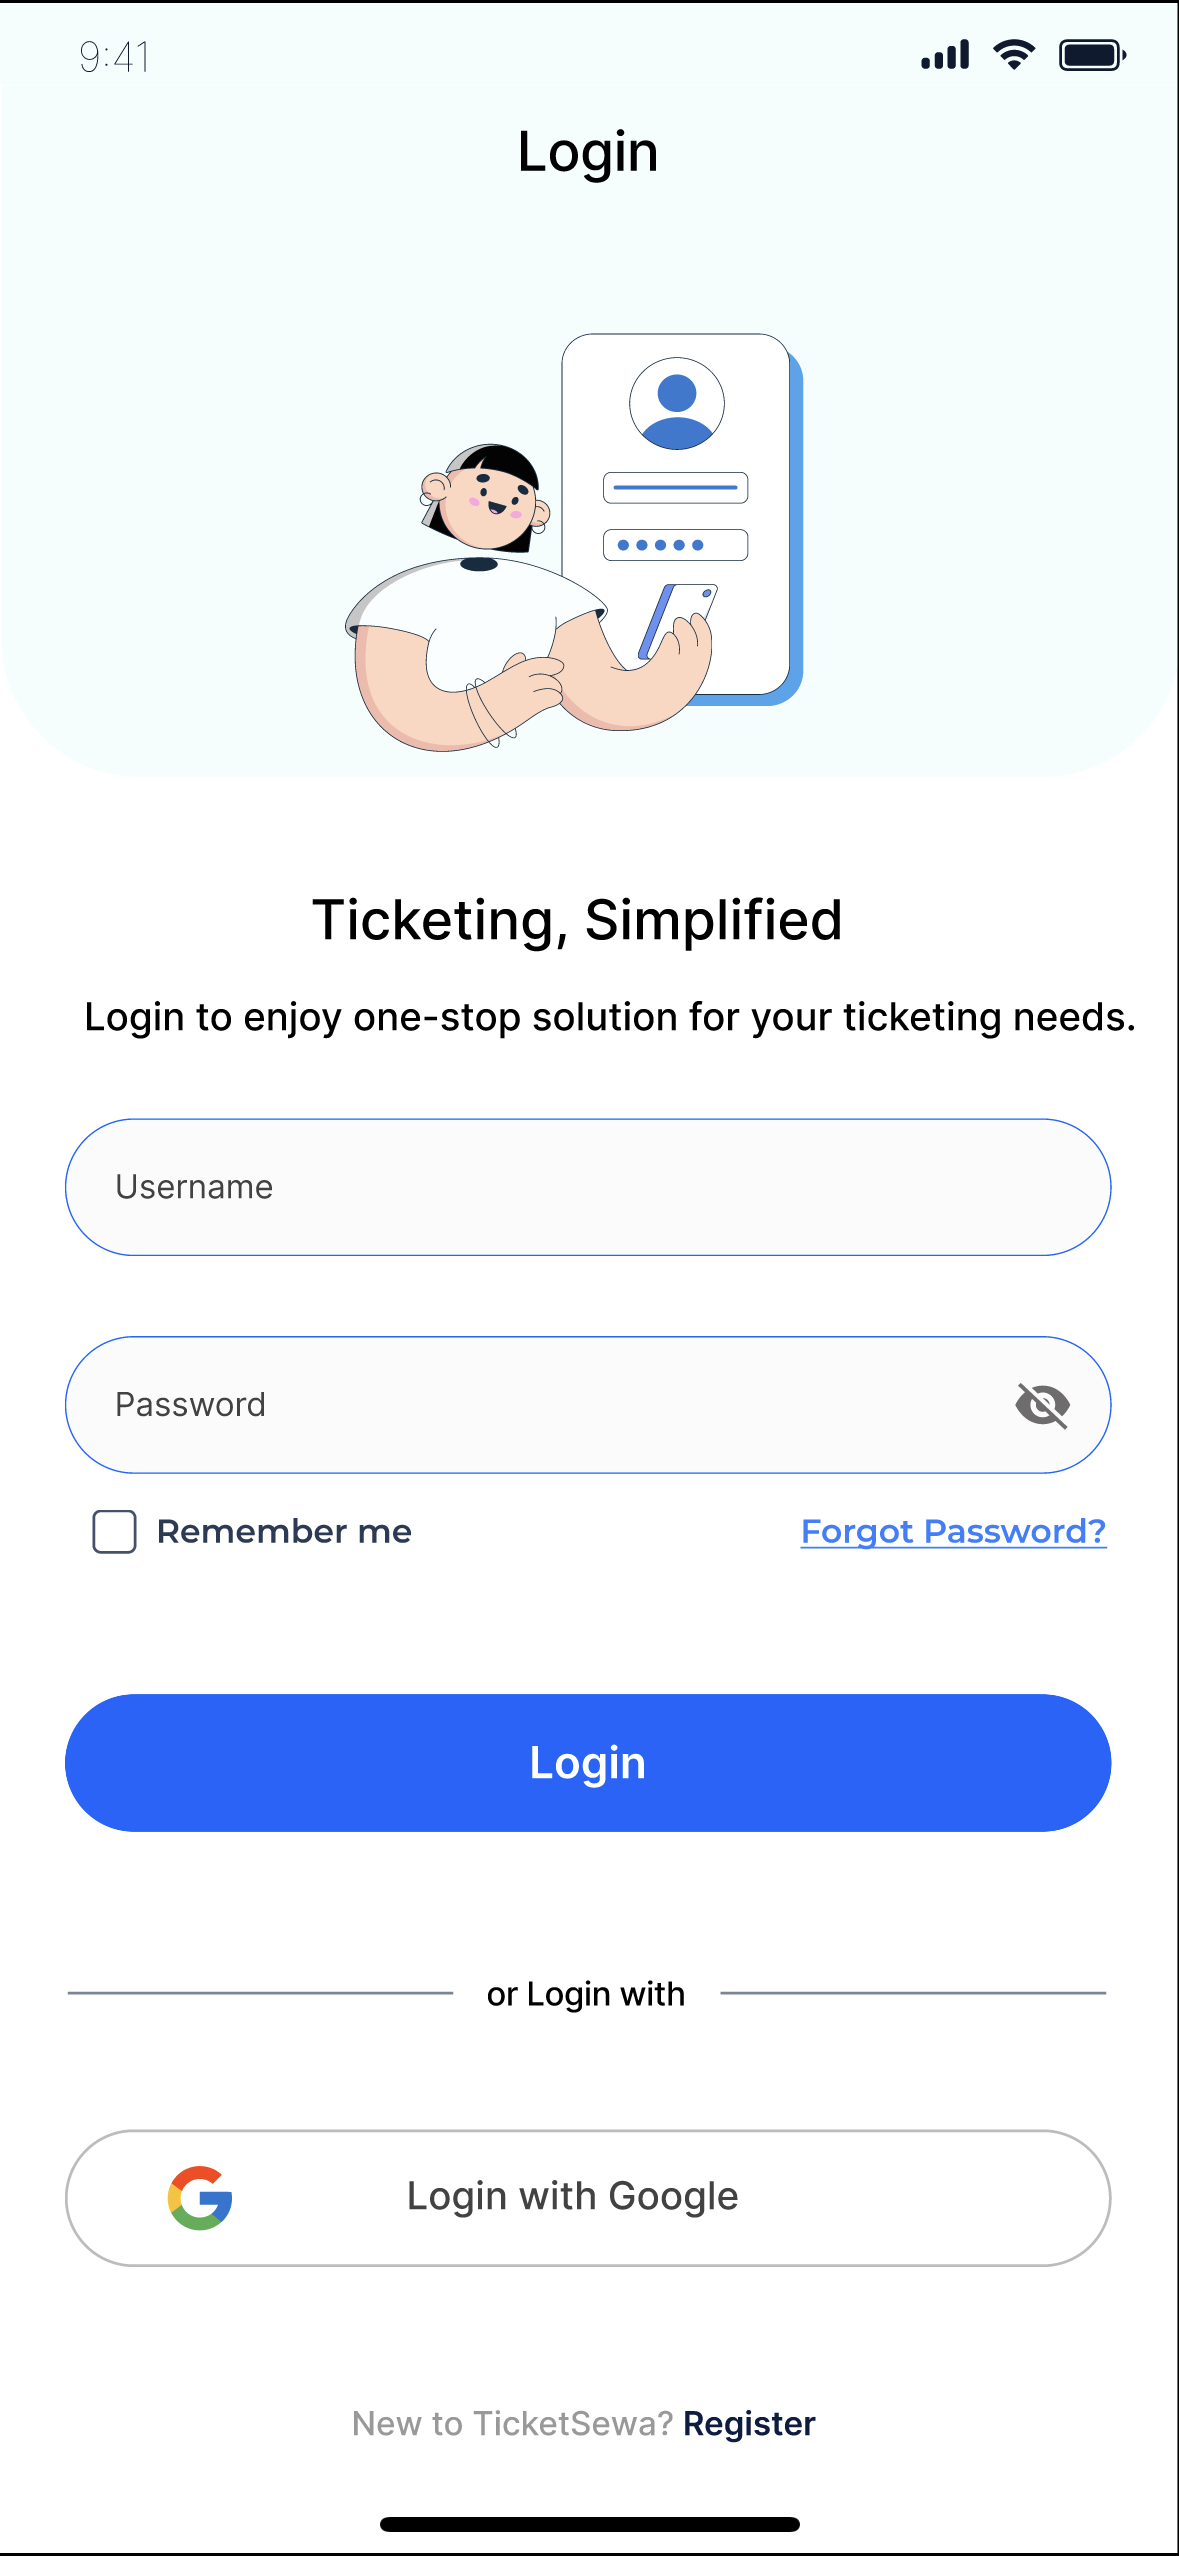 9:41
Login
Ticketing, Simplified
Login to enjoy one-stop solution for your ticketing needs.
Username
Password
Remember me
Forgot Password?
Login
or Login with
Login with Google
New to TicketSewa? Register